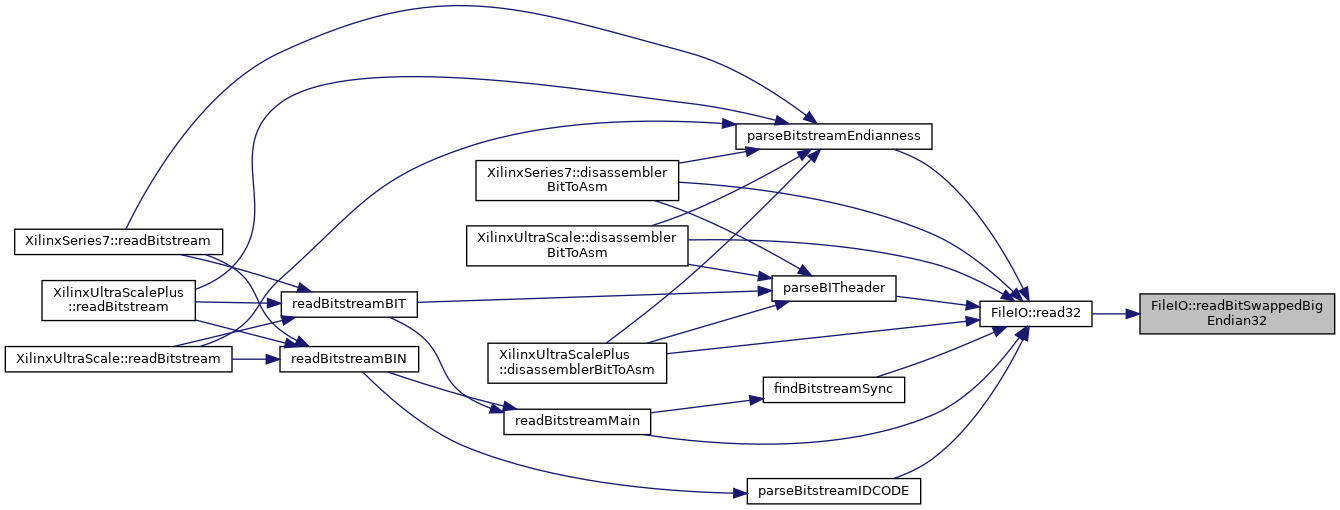 parseBitstreamEndianness
XilinxSeries7::disassembler
BitToAsm
XilinxSeries7::readBitstream
XilinxUltraScale::disassembler
BitToAsm
XilinxUltraScalePlus
::readBitstream
readBitstreamBIT
parseBITheader
FileIO::read32
FileIO::readBitSwappedBig
Endian32
XilinxUltraScale::readBitstream
readBitstreamBIN
XilinxUltraScalePlus
::disassemblerBitToAsm
findBitstreamSync
readBitstreamMain
parseBitstreamIDCODE